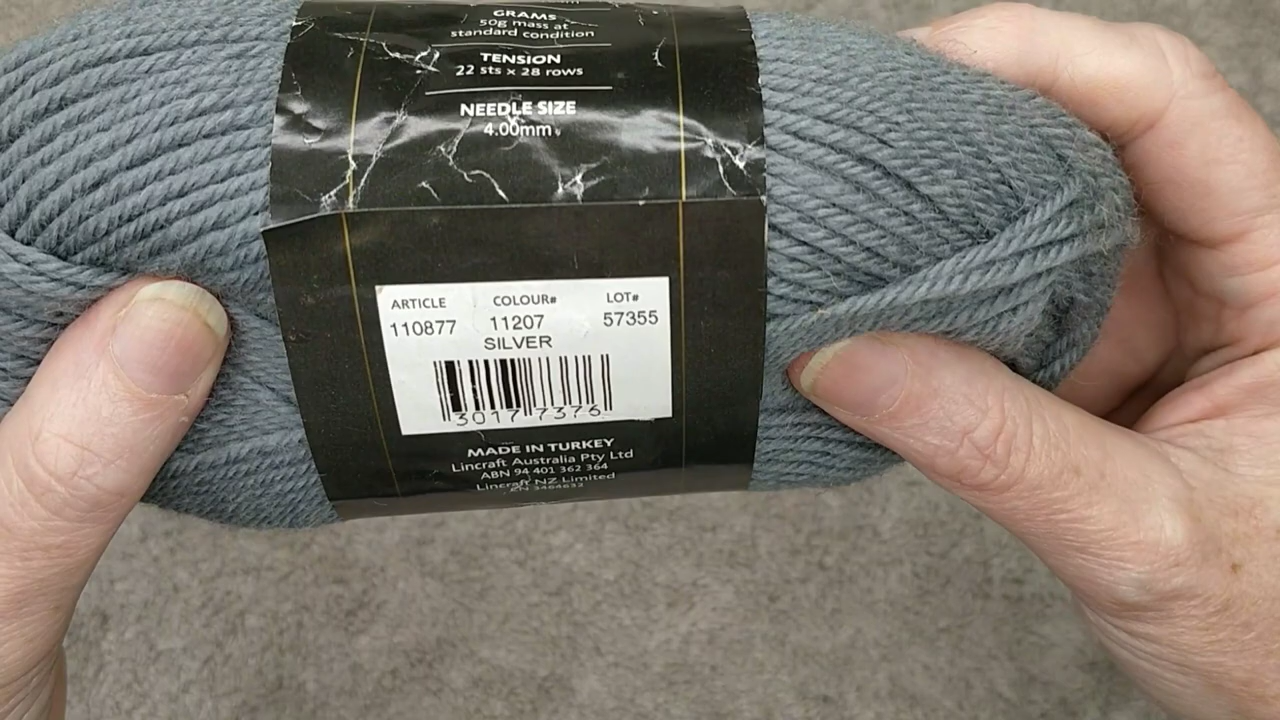 GRAMS
50g mass at
standard condition
TENSION
22 sts x 28 rows
NEEDLE SIZE
4.00mm
ARTICLE COLOUR# LOT#
110877 11207 57355
SILVER
3017 7376
MADE IN TURKEY
Lincraft Australia Pty Ltd
ABN 94 401 362 364
Lincraft NZ Limited